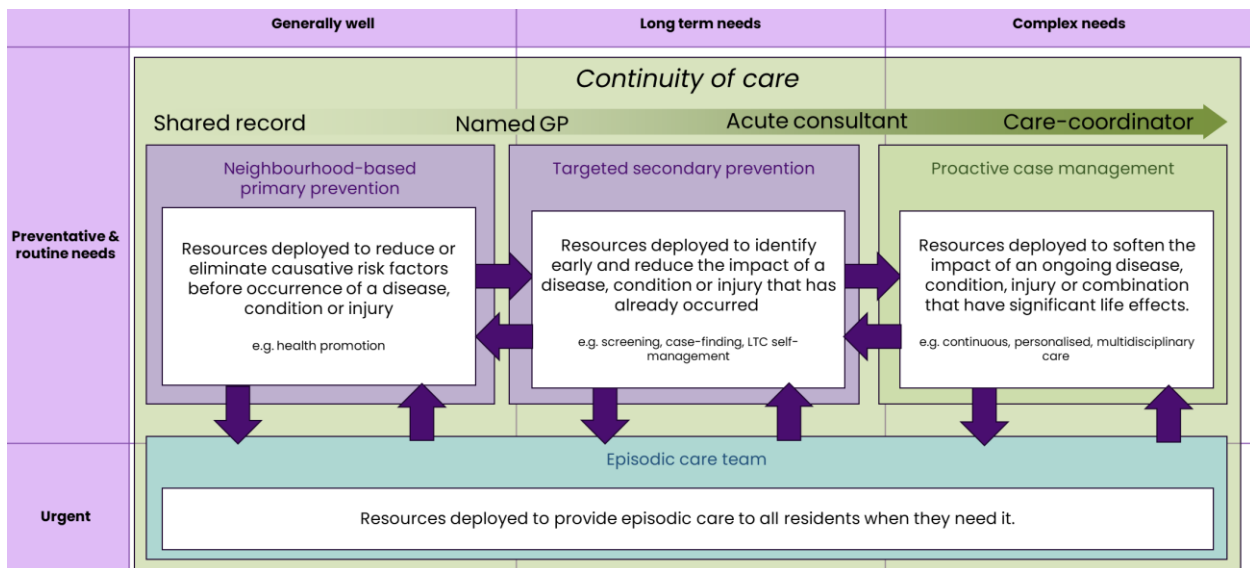 Generally well
Long term needs
Complex needs
Continuity of care
Shared record
Named GP
Acute consultant
Care-coordinator
Preventative &
routine needs
Neighbourhood-based
primary prevention
Resources deployed to reduce or
eliminate causative risk factors
before occurrence of a disease,
condition or injury
e.g. health promotion
Targeted secondary prevention
Resources deployed to identify
early and reduce the impact of a
disease, condition or injury that has
already occurred
e.g. screening, case-finding, LTC self-
management
Proactive case management
Resources deployed to soften the
impact of an ongoing disease,
condition, injury or combination
that have significant life effects.
e.g. continuous, personalised, multidisciplinary
care
Urgent
Episodic care team
Resources deployed to provide episodic care to all residents when they need it.